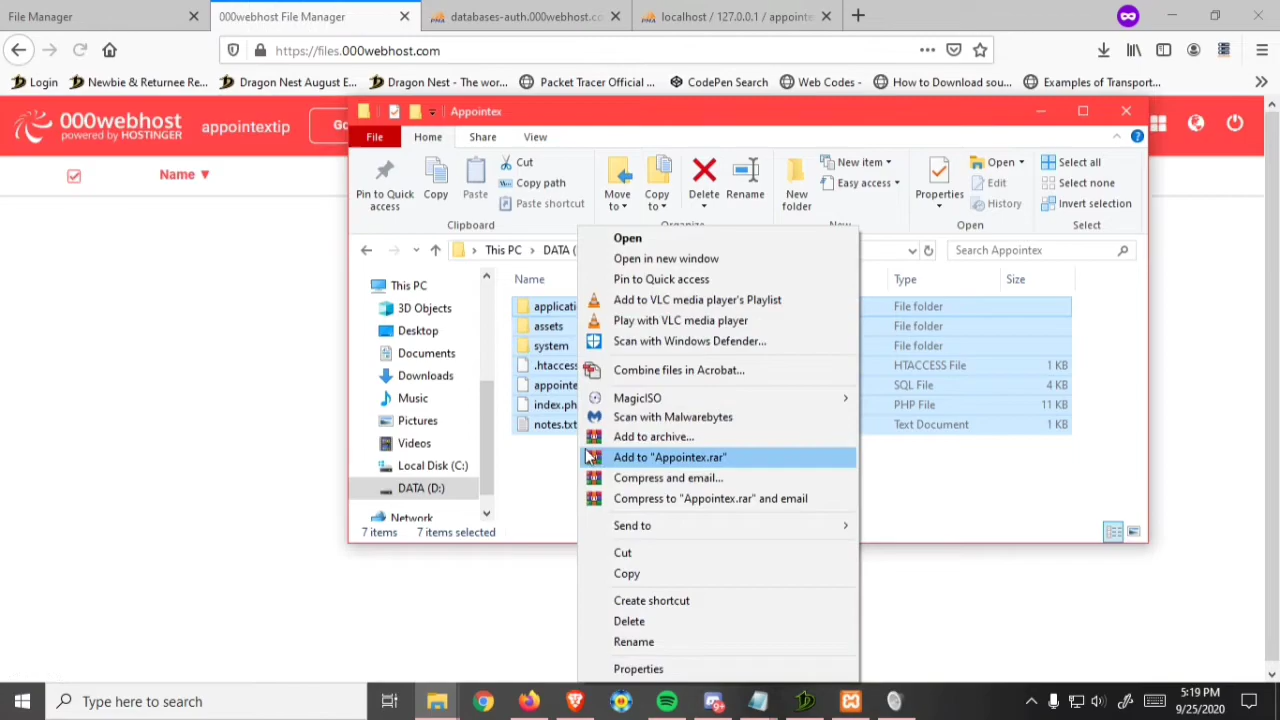 File Manager
000webhost File Manager
databases-auth.000webhost.co
localhost / 127.0.0.1 / appointe
https://files.000webhost.com
Login
Newbie & Returnee Re...
Dragon Nest August E...
Dragon Nest - The wor...
Packet Tracer Official ...
CodePen Search
Web Codes -
How to Download sou...
Examples of Transport...
000webhost
powered by HOSTINGER
appointextip
Go
Name ▼
Appointex
File
Home
Share
View
Pin to Quick access
Copy
Paste
Cut
Copy path
Paste shortcut
Clipboard
Move to
Copy to
Delete
Rename
Organize
New folder
New item
Easy access
New
Properties
Open
Edit
History
Open
Select all
Select none
Invert selection
Select
This PC
DATA (
Search Appointex
Name
Type
Size
This PC
3D Objects
Desktop
Documents
Downloads
Music
Pictures
Videos
Local Disk (C:)
DATA (D:)
Network
applicati
File folder
assets
File folder
system
File folder
.htaccess
HTACCESS File
1 KB
appointe
SQL File
4 KB
index.ph
PHP File
11 KB
notes.txt
Text Document
1 KB
7 items
7 items selected
Open
Open in new window
Pin to Quick access
Add to VLC media player's Playlist
Play with VLC media player
Scan with Windows Defender...
Combine files in Acrobat...
MagicISO
Scan with Malwarebytes
Add to archive...
Add to "Appointex.rar"
Compress and email...
Compress to "Appointex.rar" and email
Send to
Cut
Copy
Create shortcut
Delete
Rename
Properties
Type here to search
5:19 PM
9/25/2020